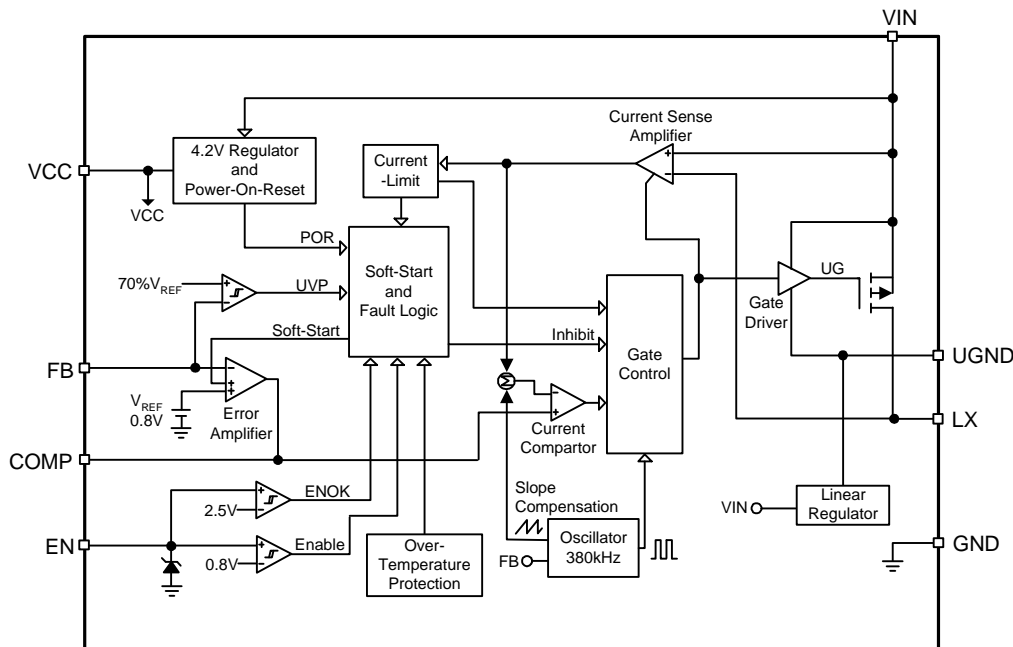 VIN
Current Sense
Amplifier
4.2V Regulator
and
Power-On-Reset
Current
-Limit
VCC
VCC
POR
UG
Soft-Start
and
Fault Logic
70%VREF
UVP
Gate
Driver
Soft-Start
Inhibit
UGND
FB
Gate
Control
VREF
0.8V
Error
Amplifier
LX
Current
Compartor
COMP
Slope
Compensation
ENOK
2.5V
VIN
Linear
Regulator
EN
Enable
0.8V
Over-
Temperature
Protection
Oscillator
380kHz
FB
GND